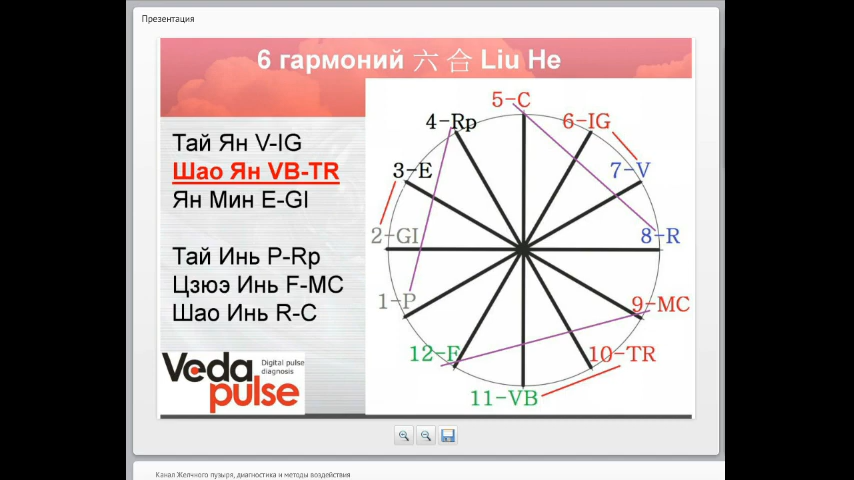 Презентация
6 гармоний 六合 Liu He
Тай Ян V-IG
Шао Ян VB-TR
Ян Мин E-GI
Тай Инь P-Rp
Цзюэ Инь F-MC
Шао Инь R-C
Veda pulse
Digital pulse
diagnosis
5-C
4-Rp
6-IG
3-E
7-V
2-GI
8-R
1-P
9-MC
12-F
10-TR
11-VB
Канал Желчного пузыря, диагностика и методы воздействия